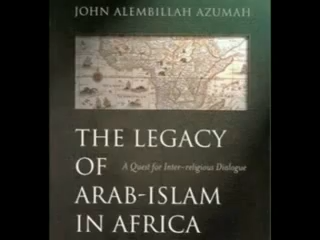 JOHN ALEMBILLAH AZUMAH
THE LEGACY
OF A Quest for Inter-religious Dialogue
ARAB-ISLAM
IN AFRICA